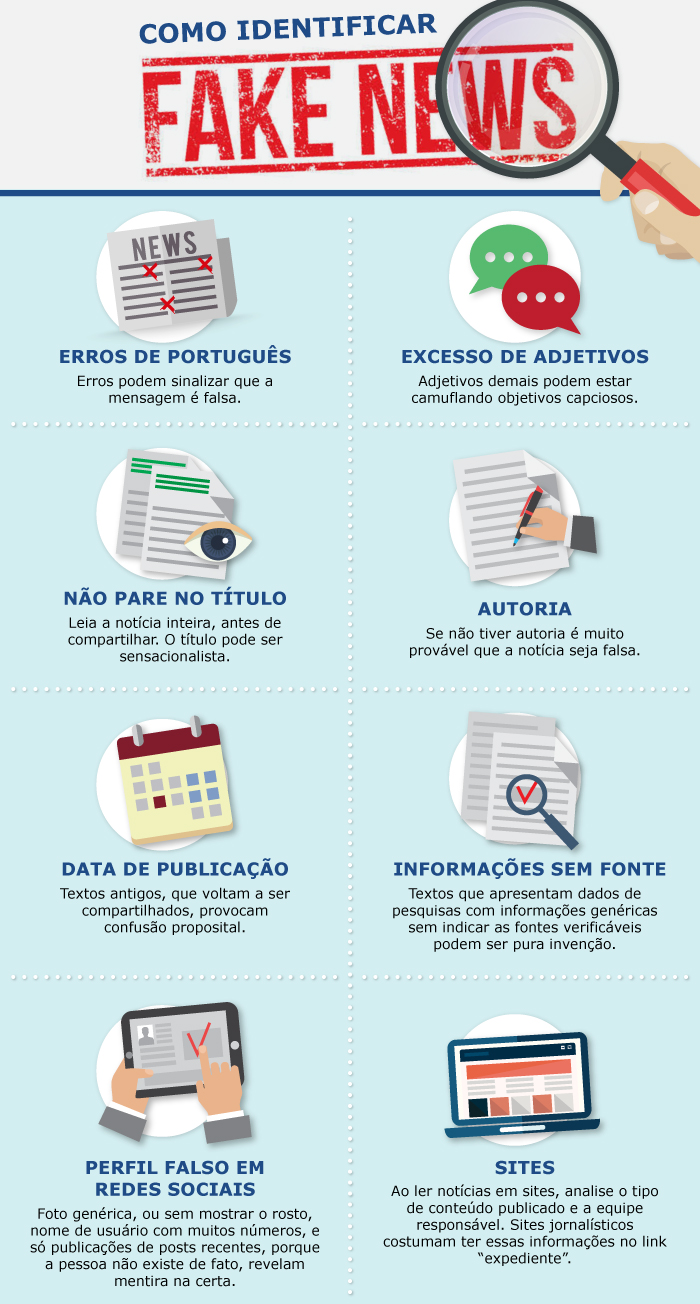 COMO IDENTIFICAR
FAKE NEWS
NEWS
ERROS DE PORTUGUÊS
Erros podem sinalizar que a
mensagem é falsa.
EXCESSO DE ADJETIVOS
Adjetivos demais podem estar
camuflando objetivos capciosos.
NÃO PARE NO TÍTULO
Leia a notícia inteira, antes de
compartilhar. O título pode ser
sensacionalista.
AUTORIA
Se não tiver autoria é muito
provável que a notícia seja falsa.
DATA DE PUBLICAÇÃO
Textos antigos, que voltam a ser
compartilhados, provocam
confusão proposital.
INFORMAÇÕES SEM FONTE
Textos que apresentam dados de
pesquisas com informações genéricas
sem indicar as fontes verificáveis
podem ser pura invenção.
PERFIL FALSO EM
REDES SOCIAIS
Foto genérica, ou sem mostrar o rosto,
nome de usuário com muitos números, e
só publicações de posts recentes, porque
a pessoa não existe de fato, revelam
mentira na certa.
SITES
Ao ler notícias em sites, analise o tipo
de conteúdo publicado e a equipe
responsável. Sites jornalísticos
costumam ter essas informações no link
“expediente”.